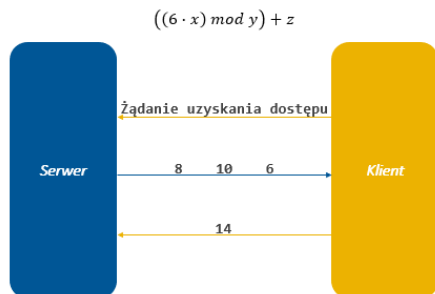 ((6 · x) mod y) + z
Żądanie uzyskania dostępu
Serwer
8 10 6
Klient
14